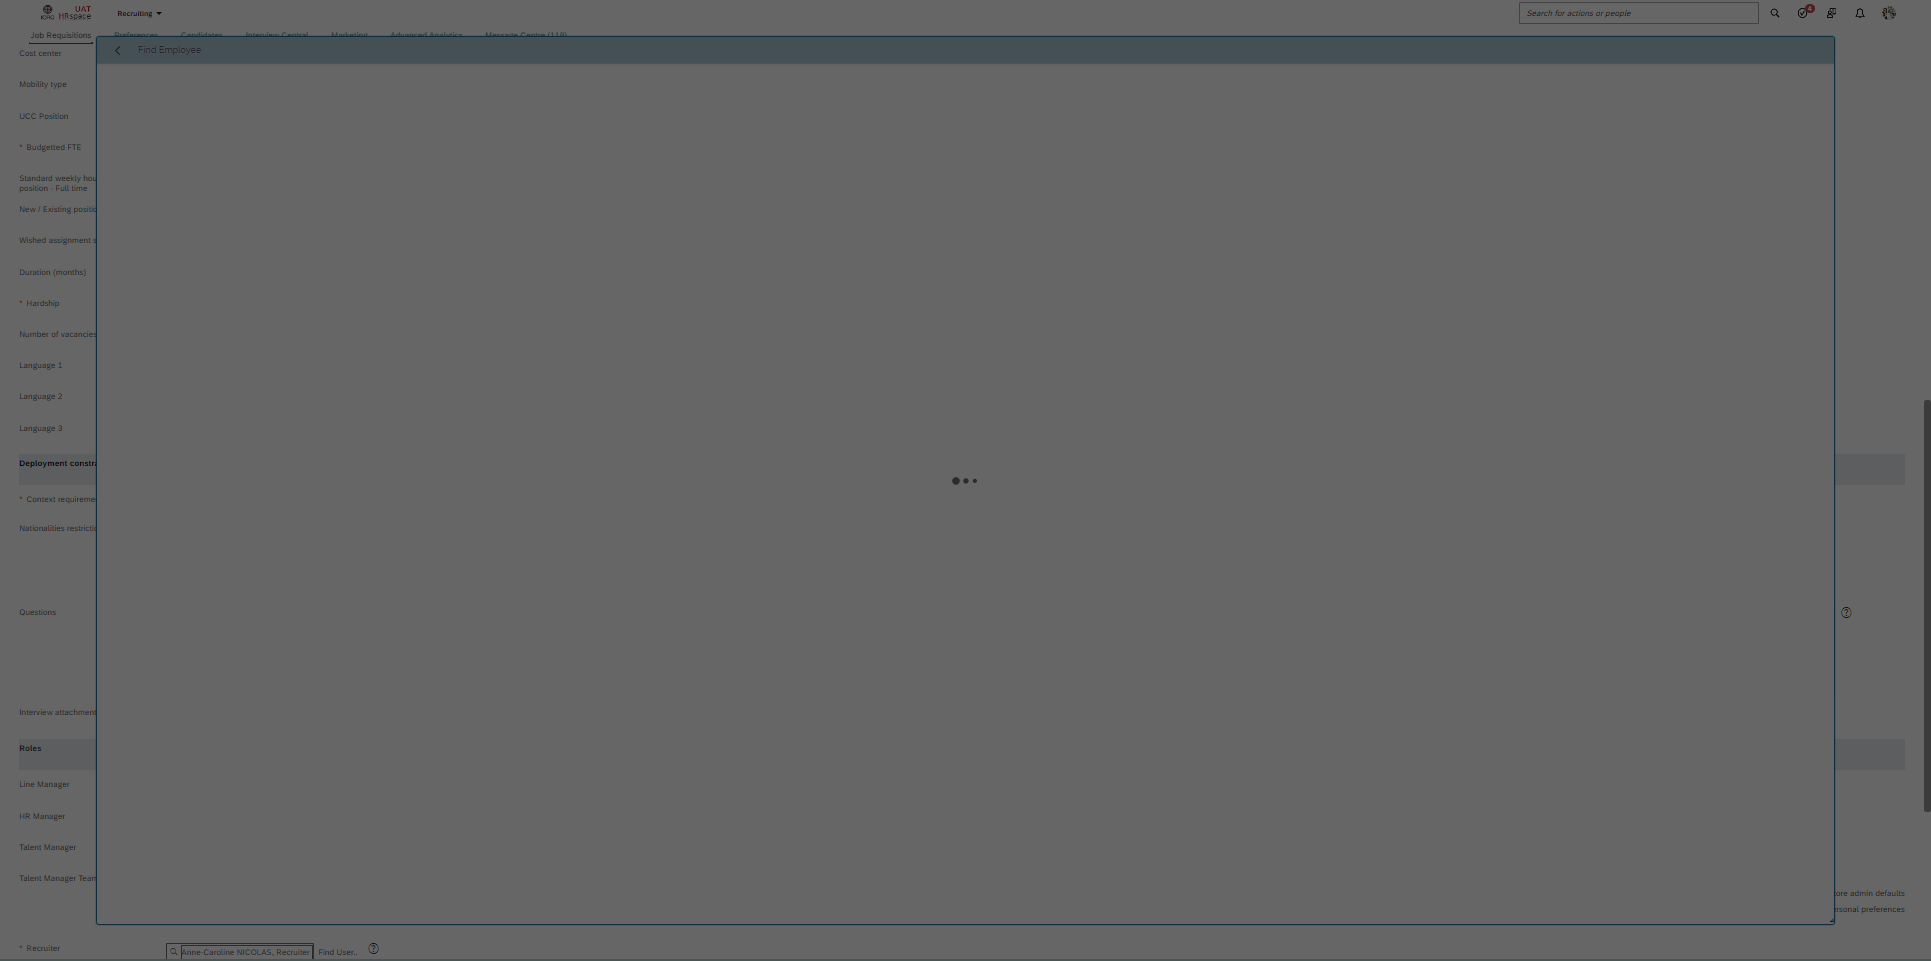 UAT
ICRC HRspace
Recruiting
Search for actions or people
4
Job Requisitions
Preferences
Candidates
Interview Central
Marketing
Advanced Analytics
Message Centre (118)
Find Employee
Cost center
Mobility type
UCC Position
* Budgetted FTE
Standard weekly hou
position - Full time
New / Existing positio
Wished assignment s
Duration (months)
* Hardship
Number of vacancies
Language 1
Language 2
Language 3
Deployment constra
* Context requireme
Nationalities restrictio
Questions
?
Interview attachment
Roles
Line Manager
HR Manager
Talent Manager
Talent Manager Team
ore admin defaults
rsonal preferences
* Recruiter
Anne-Caroline NICOLAS, Recruiter
Find User..
?